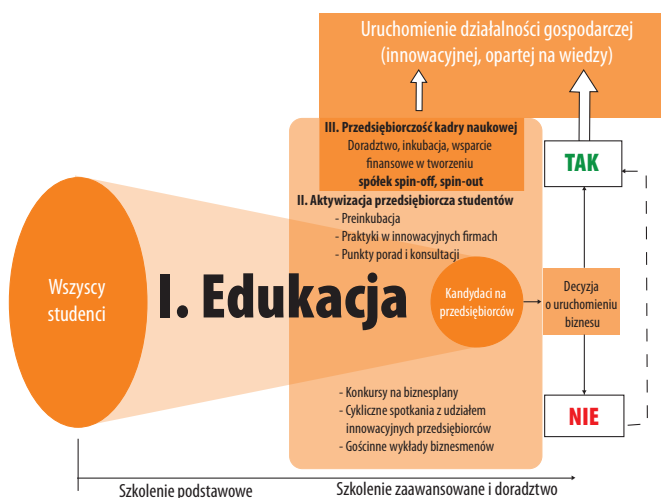 Uruchomienie działalności gospodarczej
(innowacyjnej, opartej na wiedzy)
III. Przedsiębiorczość kadry naukowej
Doradztwo, inkubacja, wsparcie
finansowe w tworzeniu
spółek spin-off, spin-out
TAK
II. Aktywizacja przedsiębiorcza studentów
- Preinkubacja
- Praktyki w innowacyjnych firmach
- Punkty porad i konsultacji
Wszyscy
studenci
I. Edukacja
Kandydaci na
przedsiębiorców
Decyzja
o uruchomieniu
biznesu
- Konkursy na biznesplany
- Cykliczne spotkania z udziałem
innowacyjnych przedsiębiorców
- Gościnne wykłady biznesmenów
NIE
Szkolenie podstawowe
Szkolenie zaawansowane i doradztwo